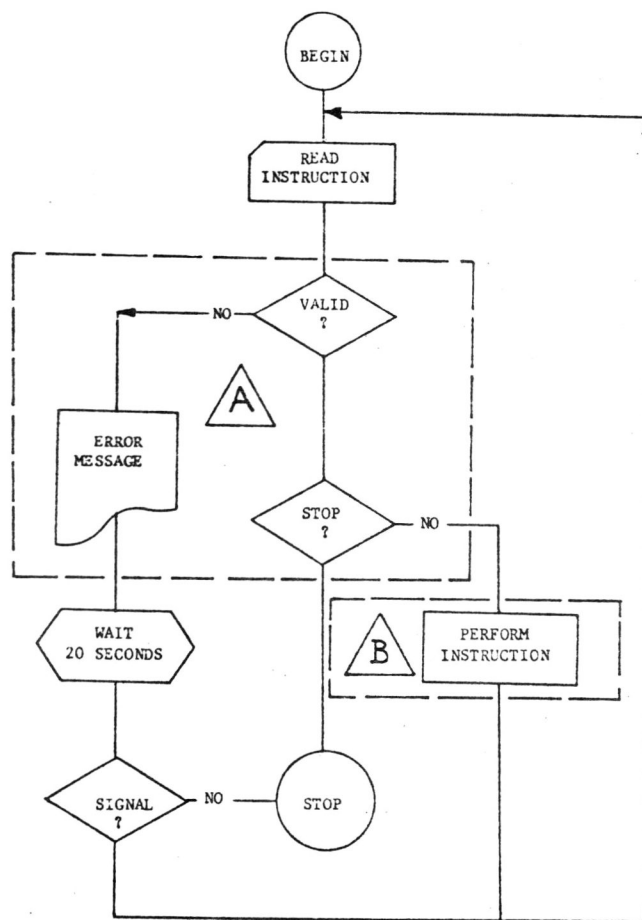 BEGIN
READ
INSTRUCTION
VALID
?
NO
A
ERROR
MESSAGE
STOP
?
NO
WAIT
20 SECONDS
B
PERFORM
INSTRUCTION
SIGNAL
?
NO
STOP